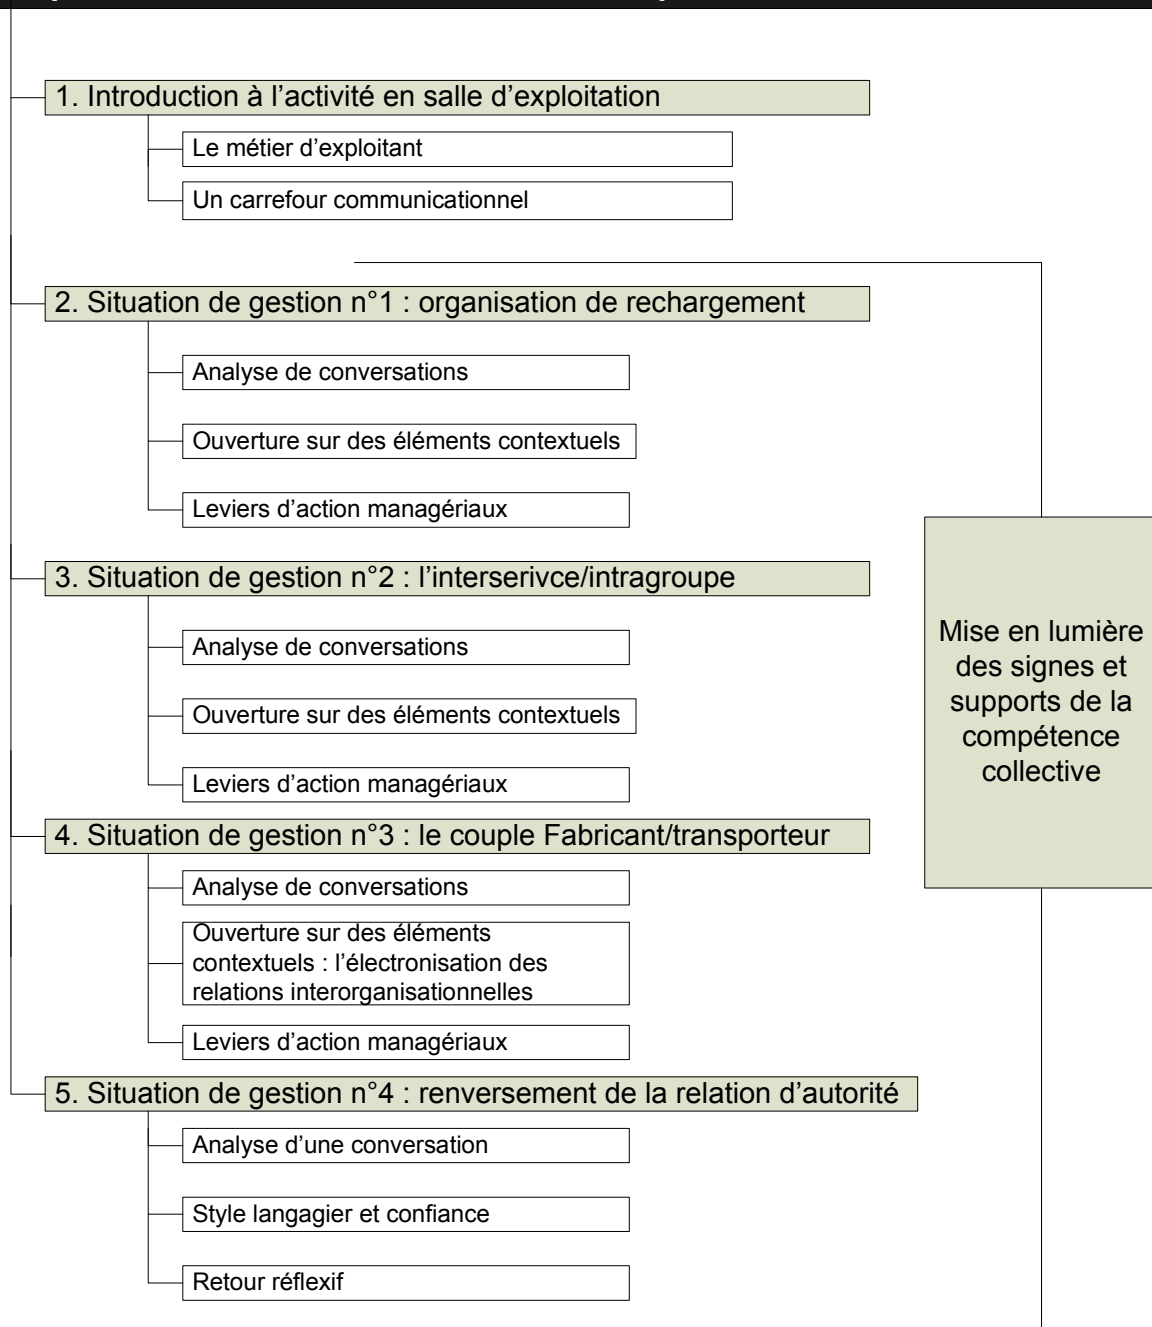 1. Introduction à l’activité en salle d’exploitation
Le métier d’exploitant
Un carrefour communicationnel
2. Situation de gestion n°1 : organisation de rechargement
Analyse de conversations
Ouverture sur des éléments contextuels
Leviers d’action managériaux
3. Situation de gestion n°2 : l’interserivce/intragroupe
Analyse de conversations
Ouverture sur des éléments contextuels
Leviers d’action managériaux
4. Situation de gestion n°3 : le couple Fabricant/transporteur
Analyse de conversations
Ouverture sur des éléments
contextuels : l’électronisation des
relations interorganisationnelles
Leviers d’action managériaux
5. Situation de gestion n°4 : renversement de la relation d’autorité
Analyse d’une conversation
Style langagier et confiance
Retour réflexif
Mise en lumière
des signes et
supports de la
compétence
collective